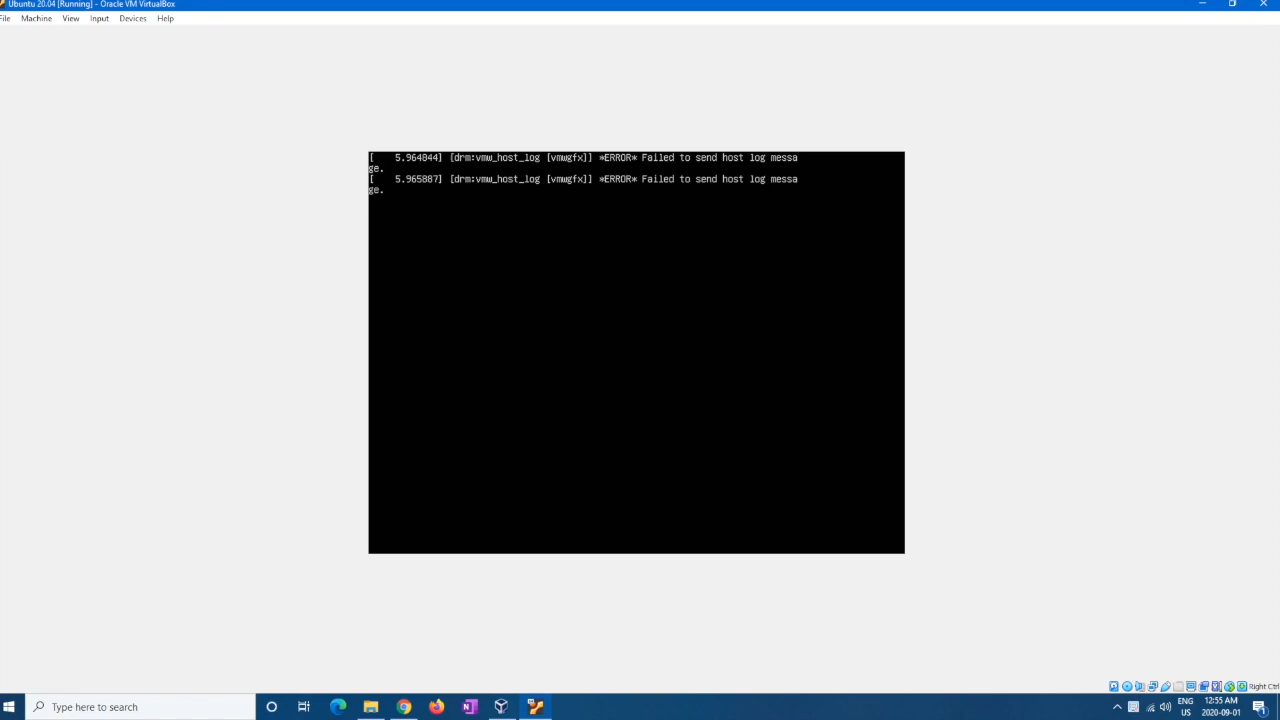 Ubuntu 20.04 [Running] - Oracle VM VirtualBox
File Machine View Input Devices Help
[    5.964844] [drm:vmw_host_log [vmwgfx]] *ERROR* Failed to send host log messa
ge.
[    5.965887] [drm:vmw_host_log [vmwgfx]] *ERROR* Failed to send host log messa
ge.
Right Ctrl
Type here to search
ENG
US
12:55 AM
2020-09-01